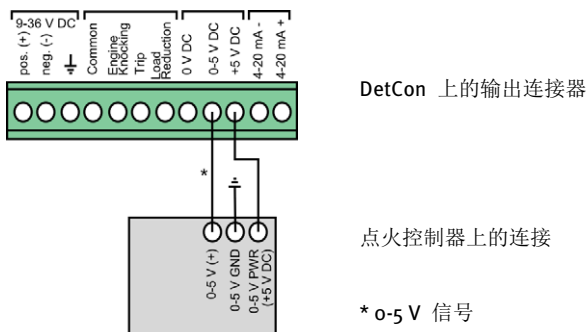 9-36 V DC
pos. (+)
neg. (-)
Common
Engine
Knocking
Trip
Load
Reduction
0 V DC
0-5 V DC
+5 V DC
4-20 mA -
4-20 mA +
DetCon 上的输出连接器
*
0-5 V (+)
0-5 V GND
0-5 V PWR
(+5 V DC)
点火控制器上的连接
* 0-5 V 信号